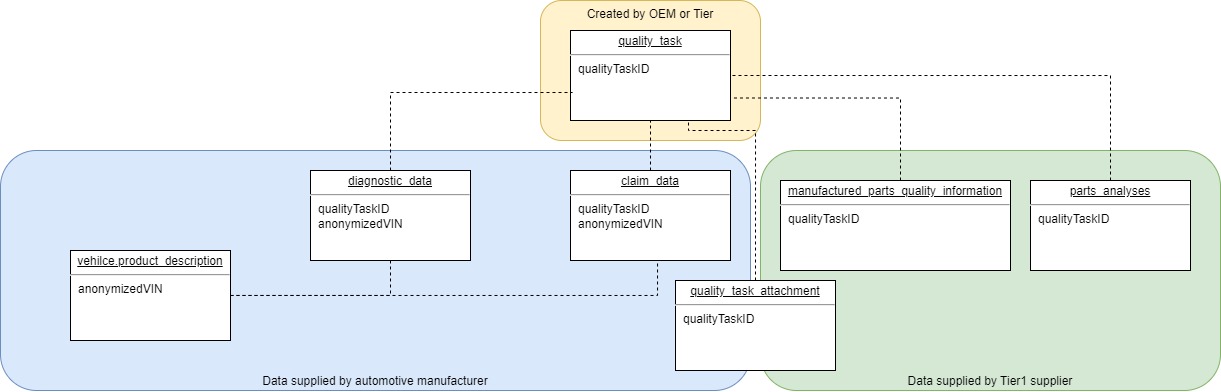 Created by OEM or Tier
quality_task
qualityTaskID
diagnostic_data
qualityTaskID
anonymizedVIN
claim_data
qualityTaskID
anonymizedVIN
manufactured_parts_quality_information
qualityTaskID
parts_analyses
qualityTaskID
vehilce.product_description
anonymizedVIN
quality_task_attachment
qualityTaskID
Data supplied by automotive manufacturer
Data supplied by Tier1 supplier